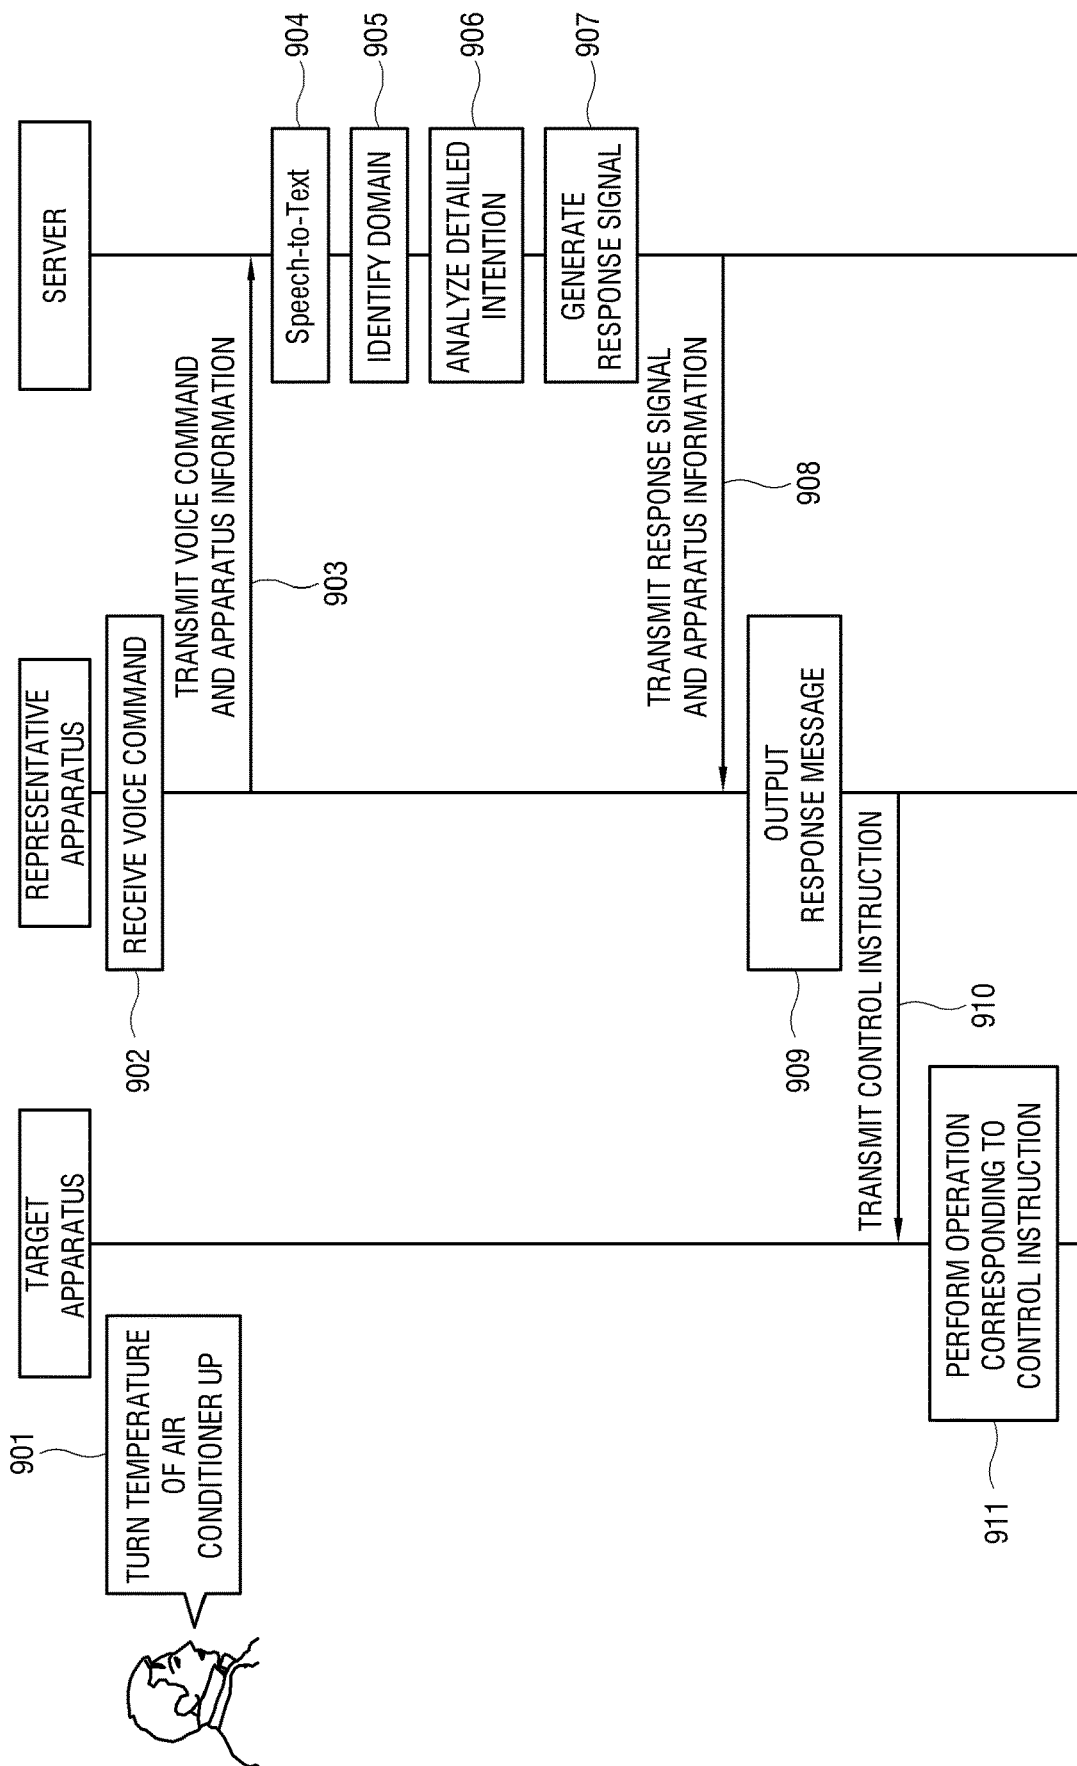 901
TURN TEMPERATURE
OF AIR
CONDITIONER UP
TARGET
APPARATUS
REPRESENTATIVE
APPARATUS
SERVER
902
RECEIVE VOICE COMMAND
TRANSMIT VOICE COMMAND
AND APPARATUS INFORMATION
903
Speech-to-Text
904
IDENTIFY DOMAIN
905
ANALYZE DETAILED
INTENTION
906
GENERATE
RESPONSE SIGNAL
907
TRANSMIT RESPONSE SIGNAL
AND APPARATUS INFORMATION
908
OUTPUT
RESPONSE MESSAGE
909
TRANSMIT CONTROL INSTRUCTION
910
PERFORM OPERATION
CORRESPONDING TO
CONTROL INSTRUCTION
911